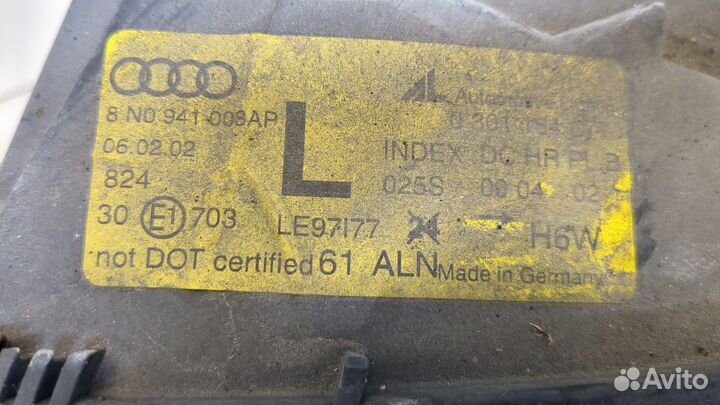 8 N0 941 003AP
Automotive
06.02.02
L
INDEX DC HR PL B
824
025S 00 04 02
30 E1 703
LE97I77 24 H6W
not DOT certified 61 ALN Made in Germany
Avito